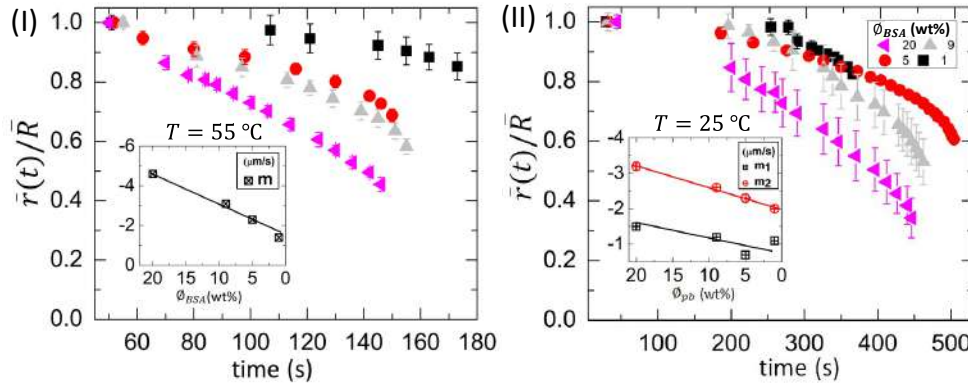 (I)
(II)
r̄(t)/R̄
1.0
0.8
0.6
0.4
0.2
0.0
T = 55 °C
-6
-4
-2
0
(μm/s)
m
20 15 10 5 0
Ø_BSA (wt%)
60 80 100 120 140 160 180
time (s)
r̄(t)/R̄
1.0
0.8
0.6
0.4
0.2
0.0
Ø_BSA (wt%)
20 9
5 1
T = 25 °C
-4
-3
-2
-1
(μm/s)
m1
m2
20 15 10 5 0
Ø_pb (wt%)
100 200 300 400 500
time (s)